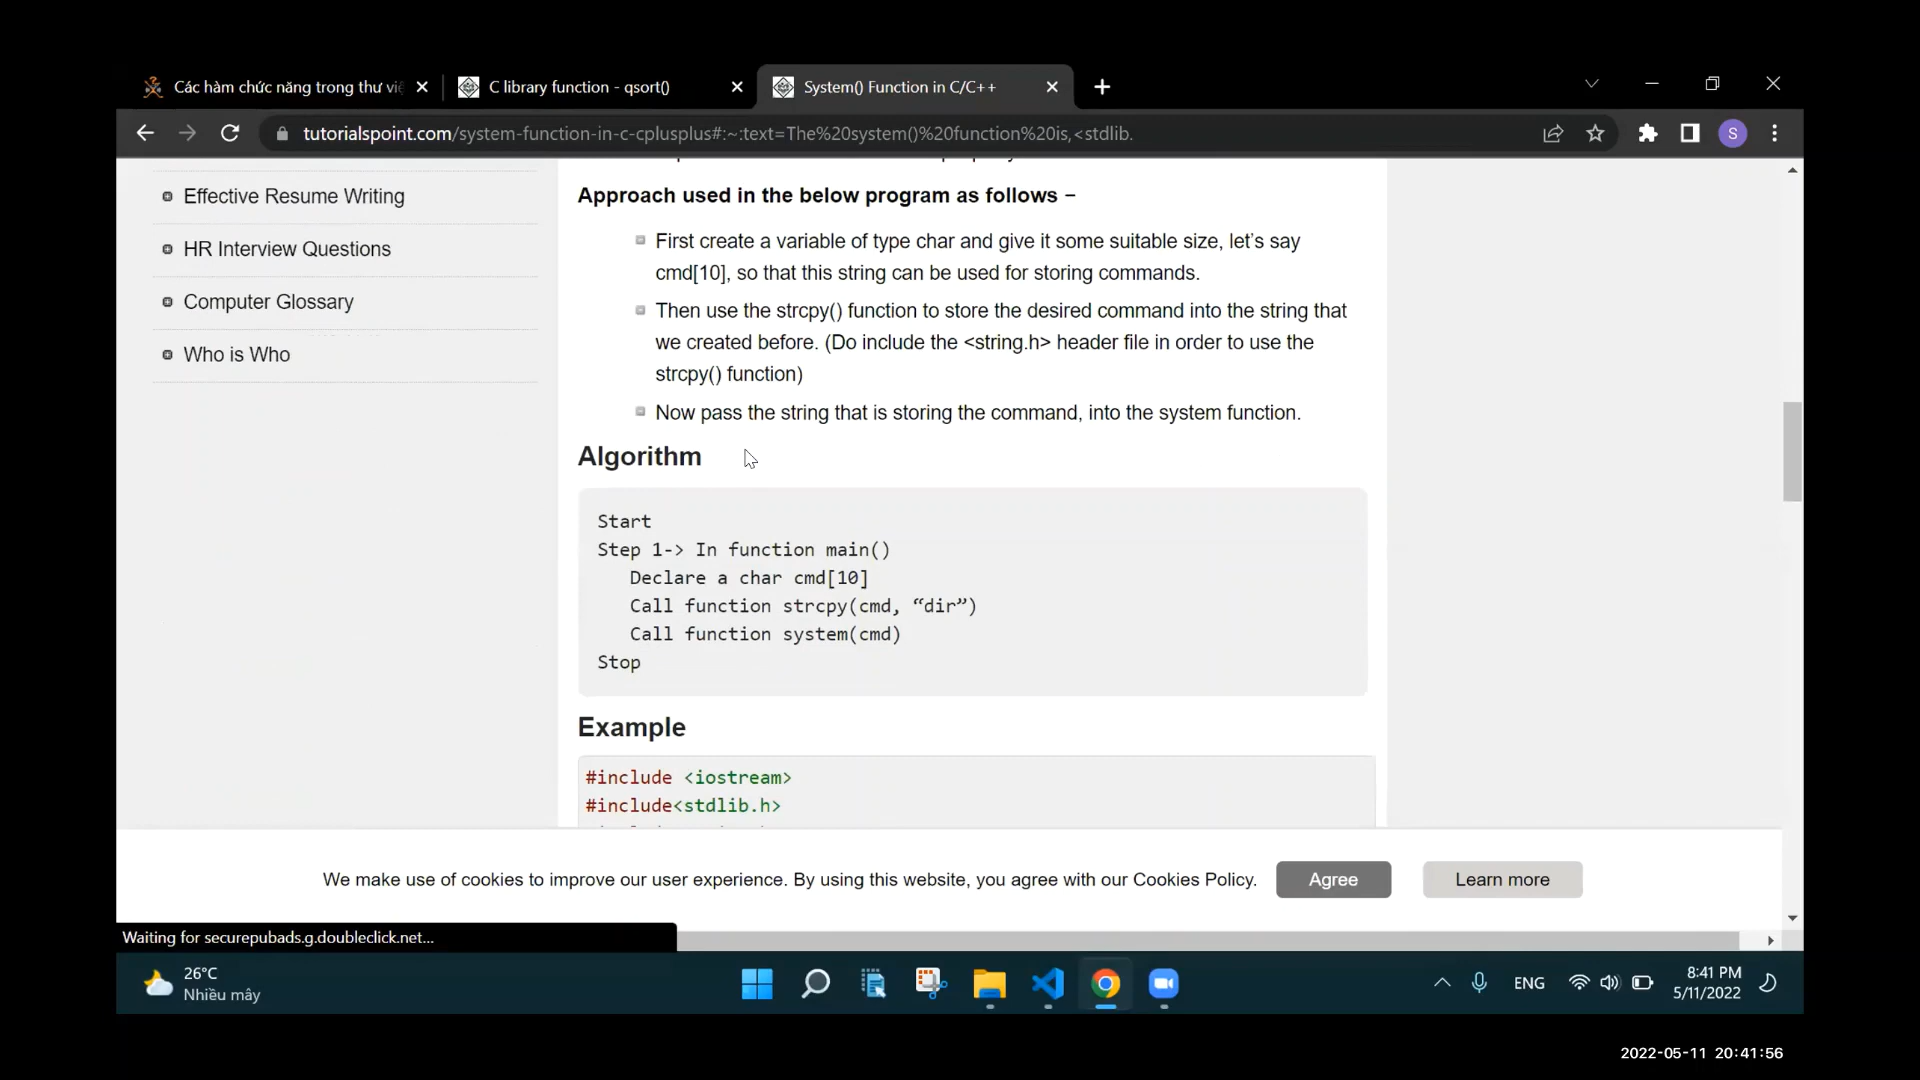 Các hàm chức năng trong thư việ
C library function - qsort()
System() Function in C/C++
tutorialspoint.com/system-function-in-c-cplusplus#:~:text=The%20system()%20function%20is,<stdlib.
S
Effective Resume Writing
HR Interview Questions
Computer Glossary
Who is Who
Approach used in the below program as follows −
First create a variable of type char and give it some suitable size, let’s say
cmd[10], so that this string can be used for storing commands.
Then use the strcpy() function to store the desired command into the string that
we created before. (Do include the <string.h> header file in order to use the
strcpy() function)
Now pass the string that is storing the command, into the system function.
Algorithm
Start
Step 1-> In function main()
Declare a char cmd[10]
Call function strcpy(cmd, “dir”)
Call function system(cmd)
Stop
Example
#include <iostream>
#include<stdlib.h>
We make use of cookies to improve our user experience. By using this website, you agree with our Cookies Policy.
Agree
Learn more
Waiting for securepubads.g.doubleclick.net...
26°C
Nhiều mây
ENG
8:41 PM
5/11/2022
2022-05-11 20:41:56